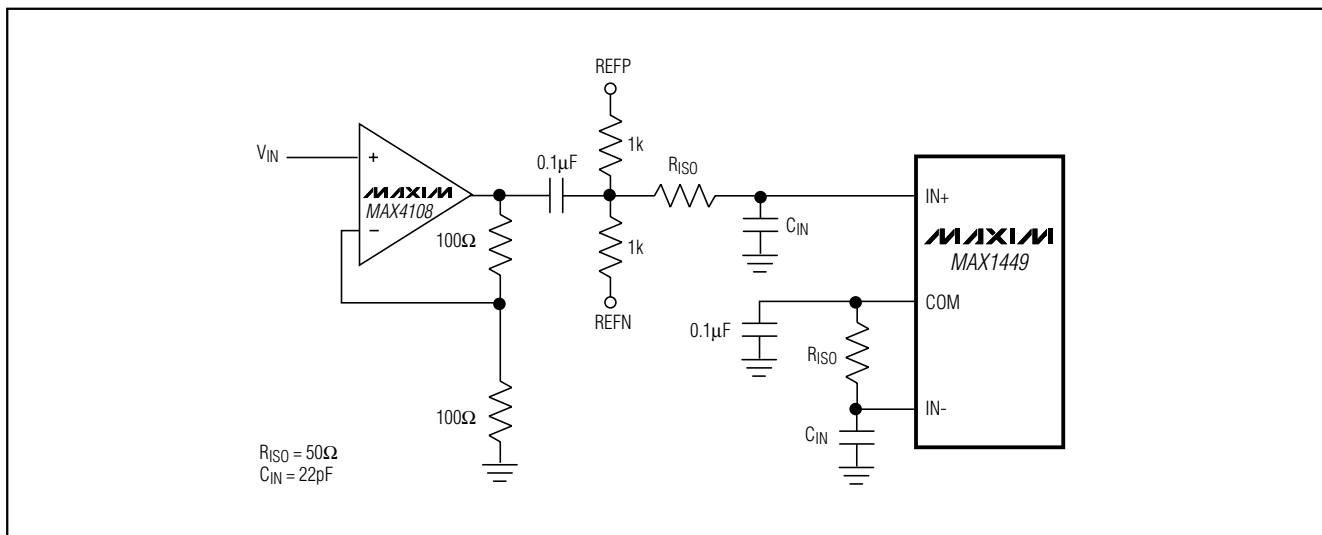 REFP
VIN
+
MAXIM
MAX4108
−
0.1µF
1k
RISO
CIN
IN+
MAXIM
MAX1449
100Ω
1k
REFN
COM
0.1µF
RISO
100Ω
IN-
CIN
RISO = 50Ω
CIN = 22pF